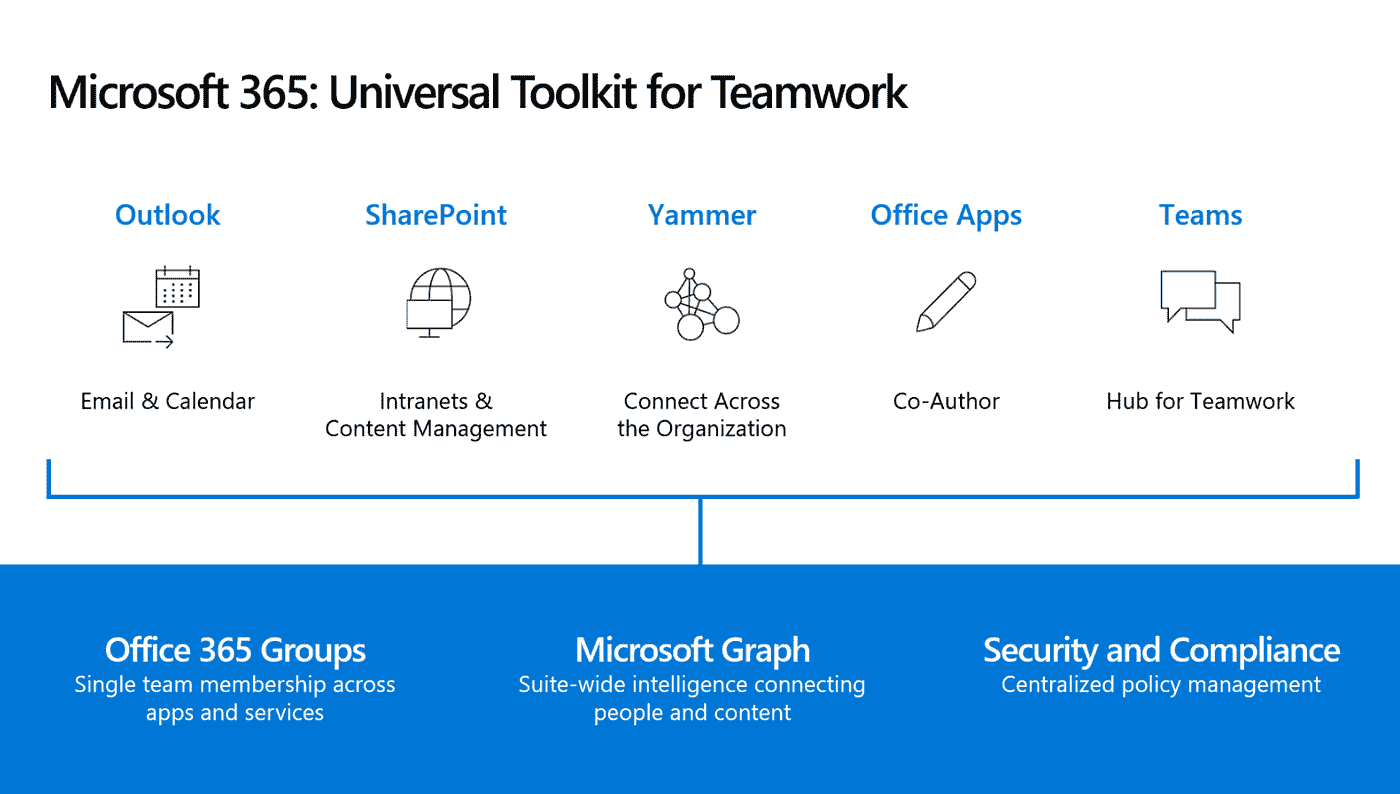 Microsoft 365: Universal Toolkit for Teamwork
Outlook
SharePoint
Yammer
Office Apps
Teams
Email & Calendar
Intranets &
Content Management
Connect Across
the Organization
Co-Author
Hub for Teamwork
Office 365 Groups
Single team membership across
apps and services
Microsoft Graph
Suite-wide intelligence connecting
people and content
Security and Compliance
Centralized policy management